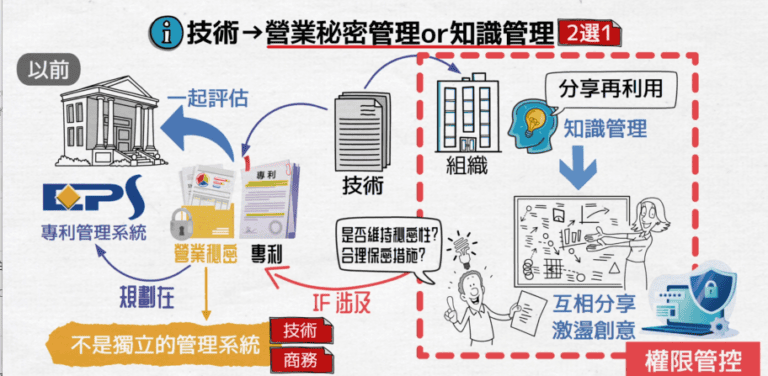 技術→營業秘密管理or知識管理
2選1
以前
一起評估
專利
技術
組織
分享再利用
知識管理
EPS
專利管理系統
營業秘密
專利
是否維持秘密性?
合理保密措施?
規劃在
IF 涉及
互相分享
激盪創意
不是獨立的管理系統
技術
商務
權限管控